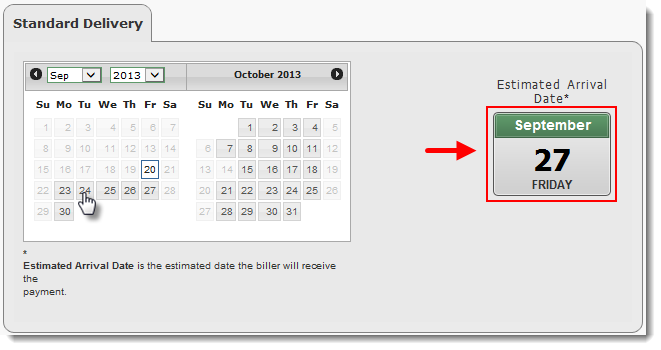 Standard Delivery
Sep 2013 October 2013
Su Mo Tu We Th Fr Sa Su Mo Tu We Th Fr Sa
1 2 3 4 5 6 7 1 2 3 4 5
8 9 10 11 12 13 14 6 7 8 9 10 11 12
15 16 17 18 19 20 21 13 14 15 16 17 18 19
22 23 24 25 26 27 28 20 21 22 23 24 25 26
29 30 27 28 29 30 31
*
Estimated Arrival Date is the estimated date the biller will receive
the
payment.
Estimated Arrival
Date*
September
27
FRIDAY